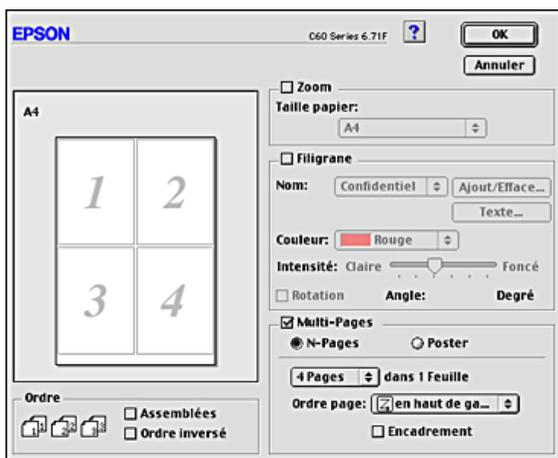 EPSON
C60 Series 6.71F
?
OK
Annuler
A4
1 2
3 4
Zoom
Taille papier:
A4
Filigrane
Nom: Confidentiel Ajout/Efface...
Texte...
Couleur: Rouge
Intensité: Claire Foncé
Rotation Angle: Degré
Multi-Pages
N-Pages Poster
4 Pages dans 1 Feuille
Ordre page: en haut de ga...
Encadrement
Ordre
Assemblées
Ordre inversé